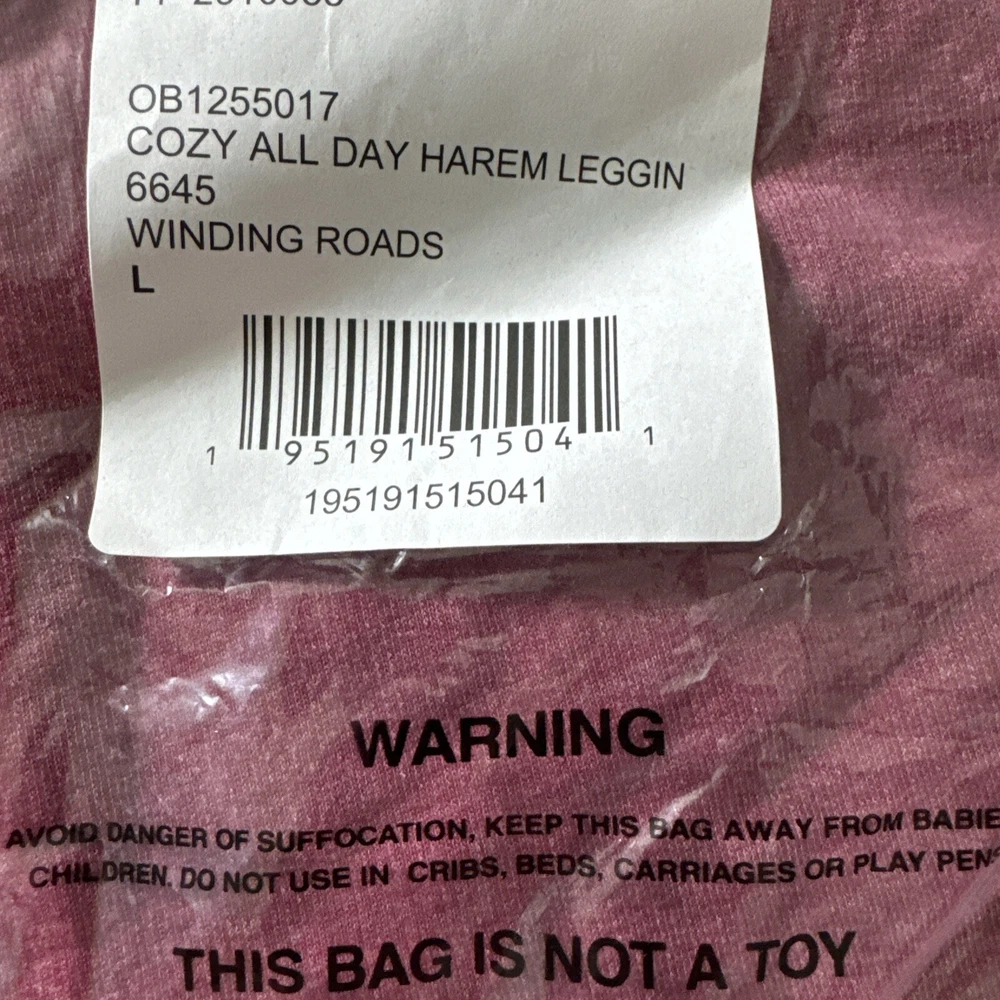 OB1255017
COZY ALL DAY HAREM LEGGIN
6645
WINDING ROADS
L
1 95191 51504 1
195191515041
WARNING
AVOID DANGER OF SUFFOCATION, KEEP THIS BAG AWAY FROM BABIE
CHILDREN. DO NOT USE IN CRIBS, BEDS, CARRIAGES OR PLAY PENS
THIS BAG IS NOT A TOY